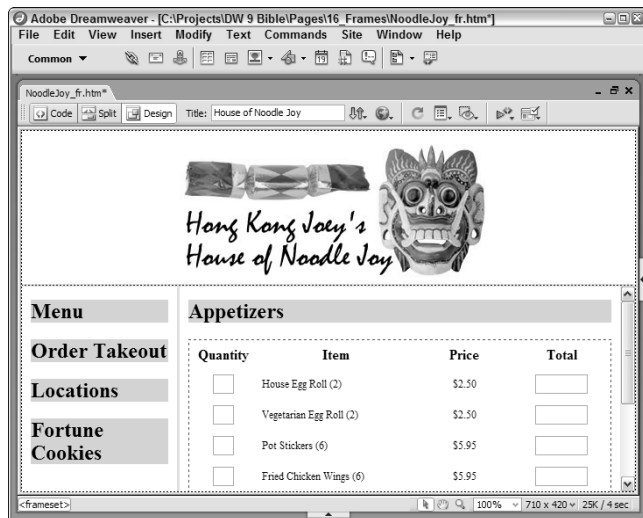 Adobe Dreamweaver - [C:\Projects\DW 9 Bible\Pages\16_Frames\NoodleJoy_fr.htm*]
File Edit View Insert Modify Text Commands Site Window Help
Common
19
NoodleJoy_fr.htm*
Code Split Design Title: House of Noodle Joy
Hong Kong Joey's
House of Noodle Joy
Menu
Order Takeout
Locations
Fortune
Cookies
Appetizers
Quantity Item Price Total
House Egg Roll (2) $2.50
Vegetarian Egg Roll (2) $2.50
Pot Stickers (6) $5.95
Fried Chicken Wings (6) $5.95
<frameset> 100% 710 x 420 25K / 4 sec